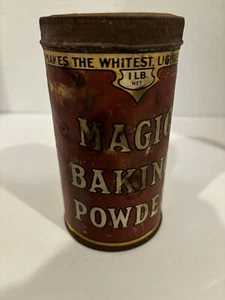 MAKES THE WHITEST, LIG
1 LB.
NET
MAGIC
BAKIN
POWDE